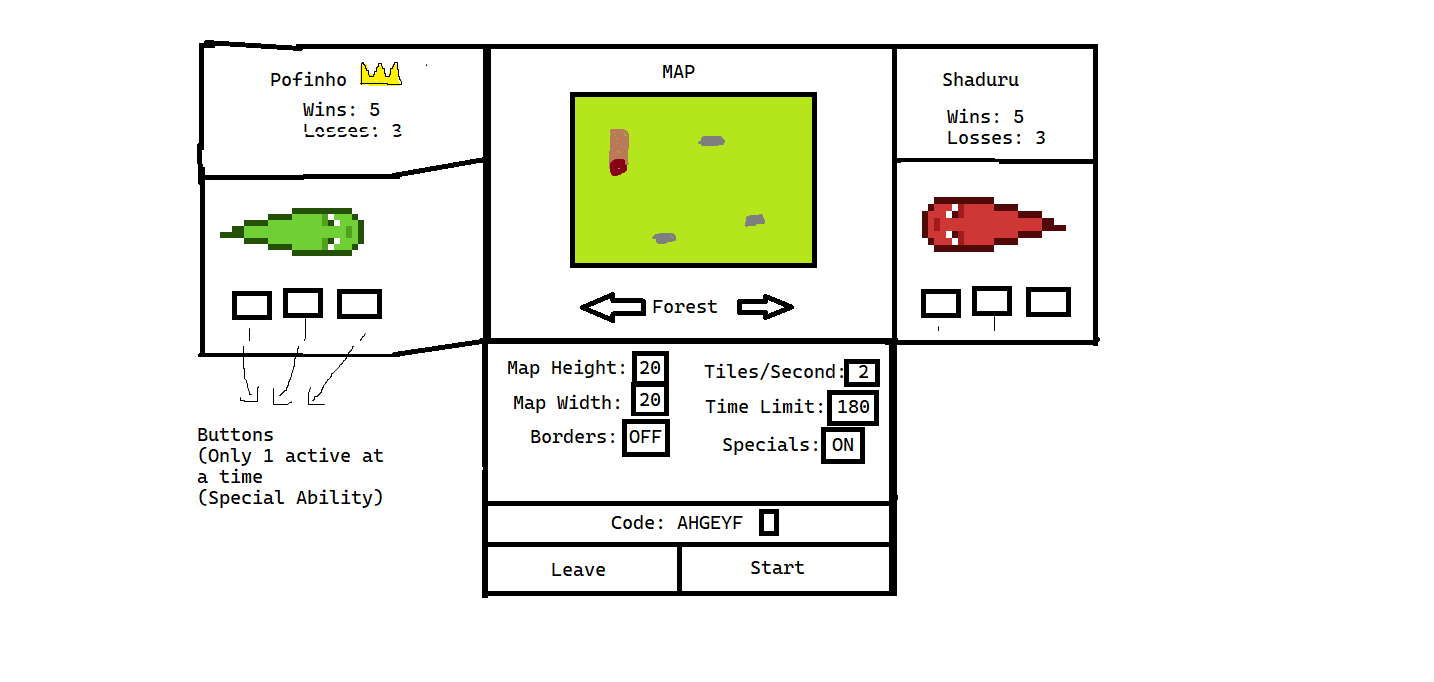 Pofinho
Wins: 5
Losses: 3
MAP
Forest
Shaduru
Wins: 5
Losses: 3
Map Height: 20
Map Width: 20
Borders: OFF
Tiles/Second: 2
Time Limit: 180
Specials: ON
Code: AHGEYF
Leave
Start
Buttons
(Only 1 active at
a time
(Special Ability)